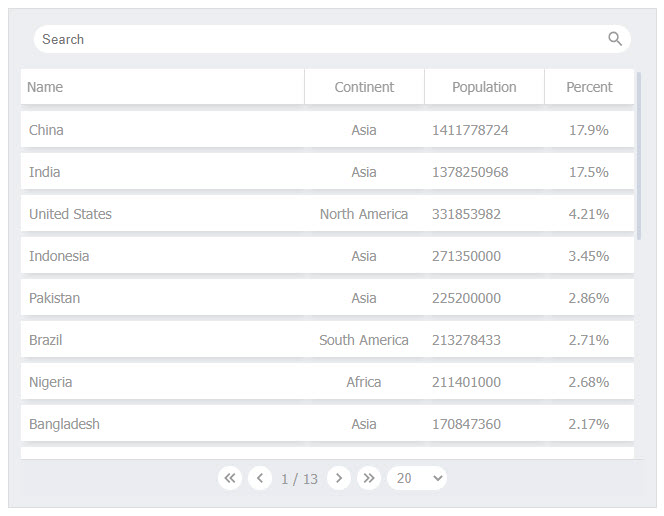 Search
Name Continent Population Percent
China Asia 1411778724 17.9%
India Asia 1378250968 17.5%
United States North America 331853982 4.21%
Indonesia Asia 271350000 3.45%
Pakistan Asia 225200000 2.86%
Brazil South America 213278433 2.71%
Nigeria Africa 211401000 2.68%
Bangladesh Asia 170847360 2.17%
1 / 13 20